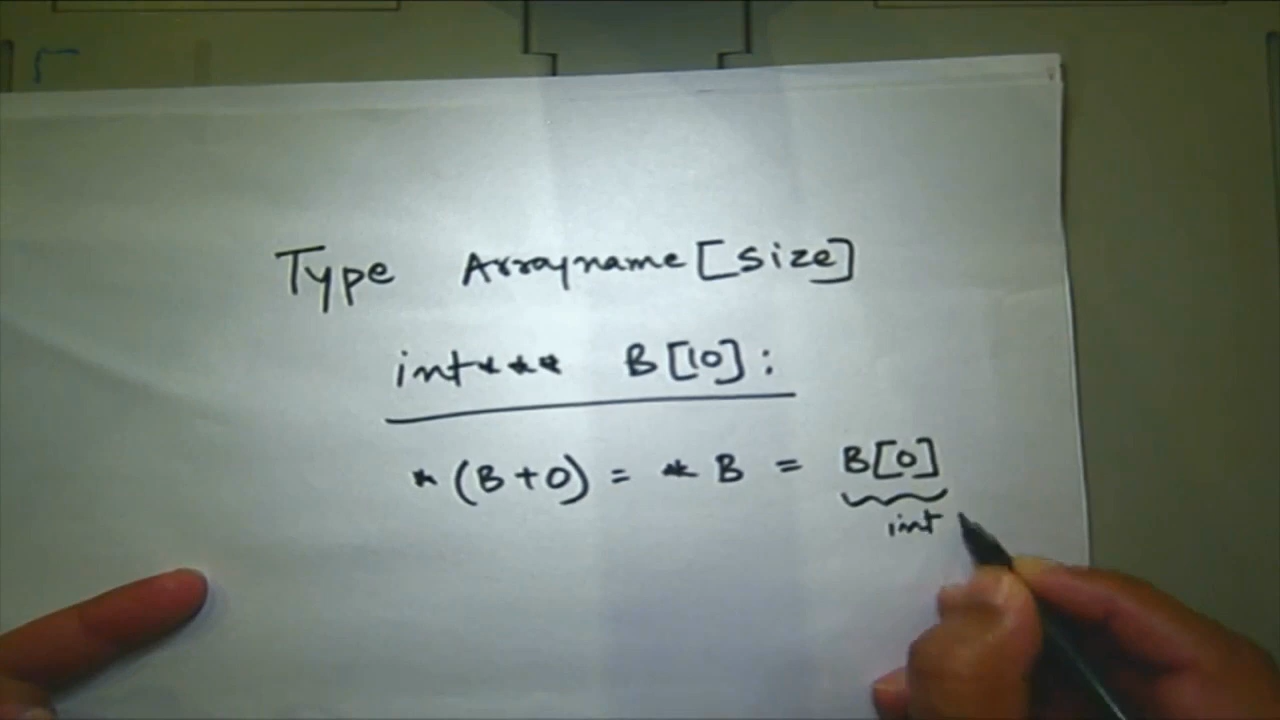 Type Arrayname[size]
int*** B[10];
*(B+0) = *B = B[0]
int